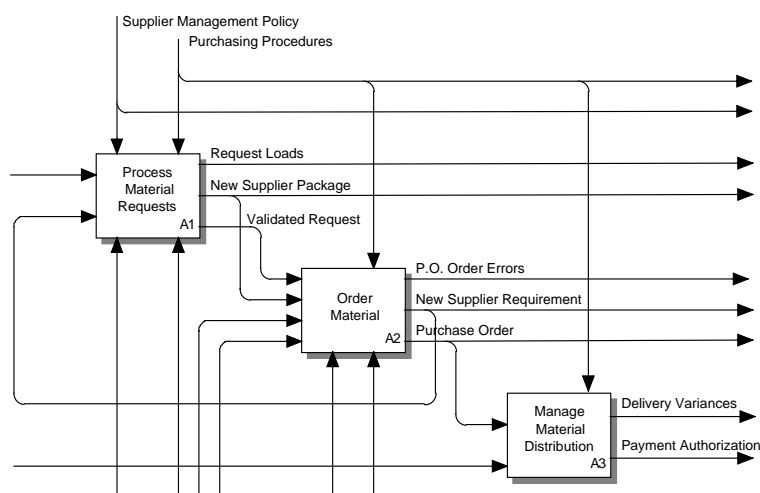 Supplier Management Policy
Purchasing Procedures
Process
Material
Requests
A1
Request Loads
New Supplier Package
Validated Request
Order
Material
A2
P.O. Order Errors
New Supplier Requirement
Purchase Order
Manage
Material
Distribution
A3
Delivery Variances
Payment Authorization